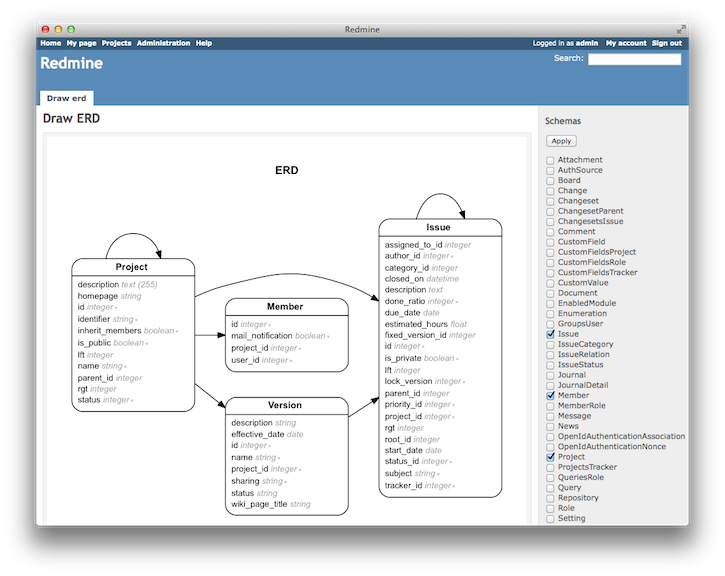 Redmine
Home My page Projects Administration Help
Logged in as admin My account Sign out
Redmine
Search:
Draw erd
Draw ERD
ERD
Project
description text (255)
homepage string
id integer *
identifier string *
inherit_members boolean *
is_public boolean *
lft integer
name string *
parent_id integer
rgt integer
status integer *
Member
id integer *
mail_notification boolean *
project_id integer *
user_id integer *
Version
description string
effective_date date
id integer *
name string *
project_id integer *
sharing string *
status string
wiki_page_title string
Issue
assigned_to_id integer
author_id integer *
category_id integer
closed_on datetime
description text
done_ratio integer *
due_date date
estimated_hours float
fixed_version_id integer
id integer *
is_private boolean *
lft integer
lock_version integer *
parent_id integer
priority_id integer *
project_id integer *
rgt integer
root_id integer
start_date date
status_id integer *
subject string *
tracker_id integer *
Schemas
Apply
Attachment
AuthSource
Board
Change
Changeset
ChangesetParent
ChangesetsIssue
Comment
CustomField
CustomFieldsProject
CustomFieldsRole
CustomFieldsTracker
CustomValue
Document
EnabledModule
Enumeration
GroupsUser
Issue
IssueCategory
IssueRelation
IssueStatus
Journal
JournalDetail
Member
MemberRole
Message
News
OpenIdAuthenticationAssociation
OpenIdAuthenticationNonce
Project
ProjectsTracker
QueriesRole
Query
Repository
Role
Setting